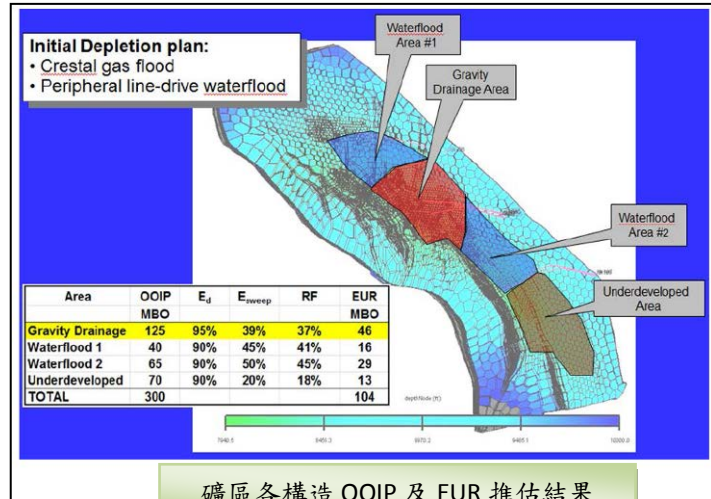 Initial Depletion plan:
• Crestal gas flood
• Peripheral line-drive waterflood
Waterflood
Area #1
Gravity
Drainage Area
Waterflood
Area #2
Underdeveloped
Area
Area OOIP Ed Esweep RF EUR
MBO MBO
Gravity Drainage 125 95% 39% 37% 46
Waterflood 1 40 90% 45% 41% 16
Waterflood 2 65 90% 50% 45% 29
Underdeveloped 70 90% 20% 18% 13
TOTAL 300 104
depth Node (ft)
礦區各構造 OOIP 及 EUR 推估結果